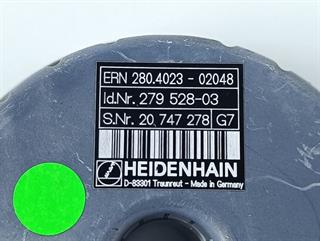 ERN 280.4023 - 02048
Id.Nr. 279 528-03
S.Nr. 20 747 278 G7
HEIDENHAIN
D-83301 Traunreut - Made in Germany